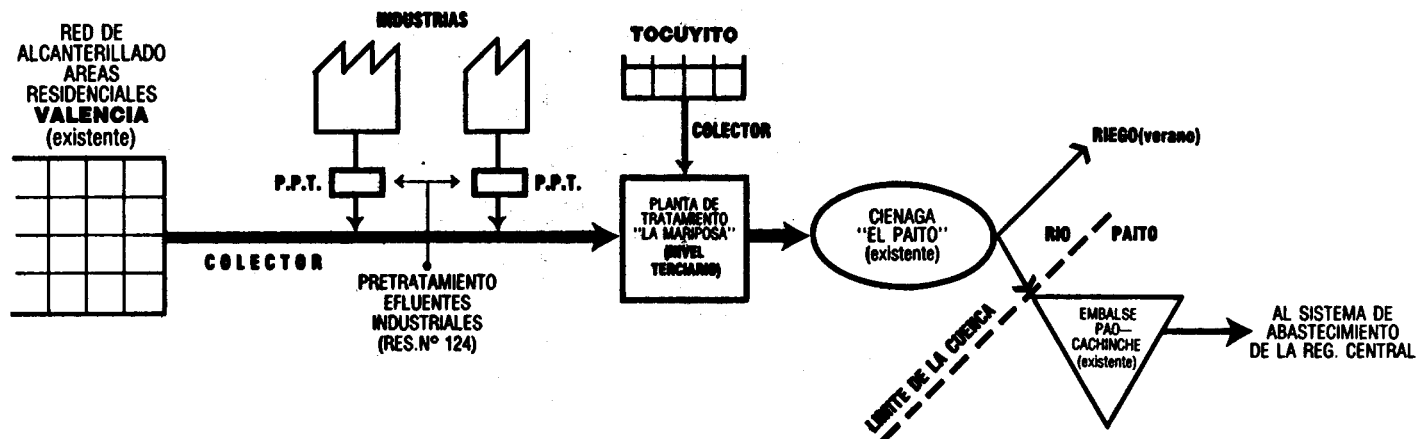 RED DE
ALCANTERILLADO
AREAS
RESIDENCIALES
VALENCIA
(existente)
INDUSTRIAS
TOCUYITO
COLECTOR
P.P.T.
P.P.T.
COLECTOR
PRETRATAMIENTO
EFLUENTES
INDUSTRIALES
(RES.Nº 124)
PLANTA DE
TRATAMIENTO
"LA MARIPOSA"
(NIVEL
TERCIARIO)
CIENAGA
"EL PAITO"
(existente)
RIEGO(verano)
RIO PAITO
LIMITE DE LA CUENCA
EMBALSE
PAO—
CACHINCHE
(existente)
AL SISTEMA DE
ABASTECIMIENTO
DE LA REG. CENTRAL